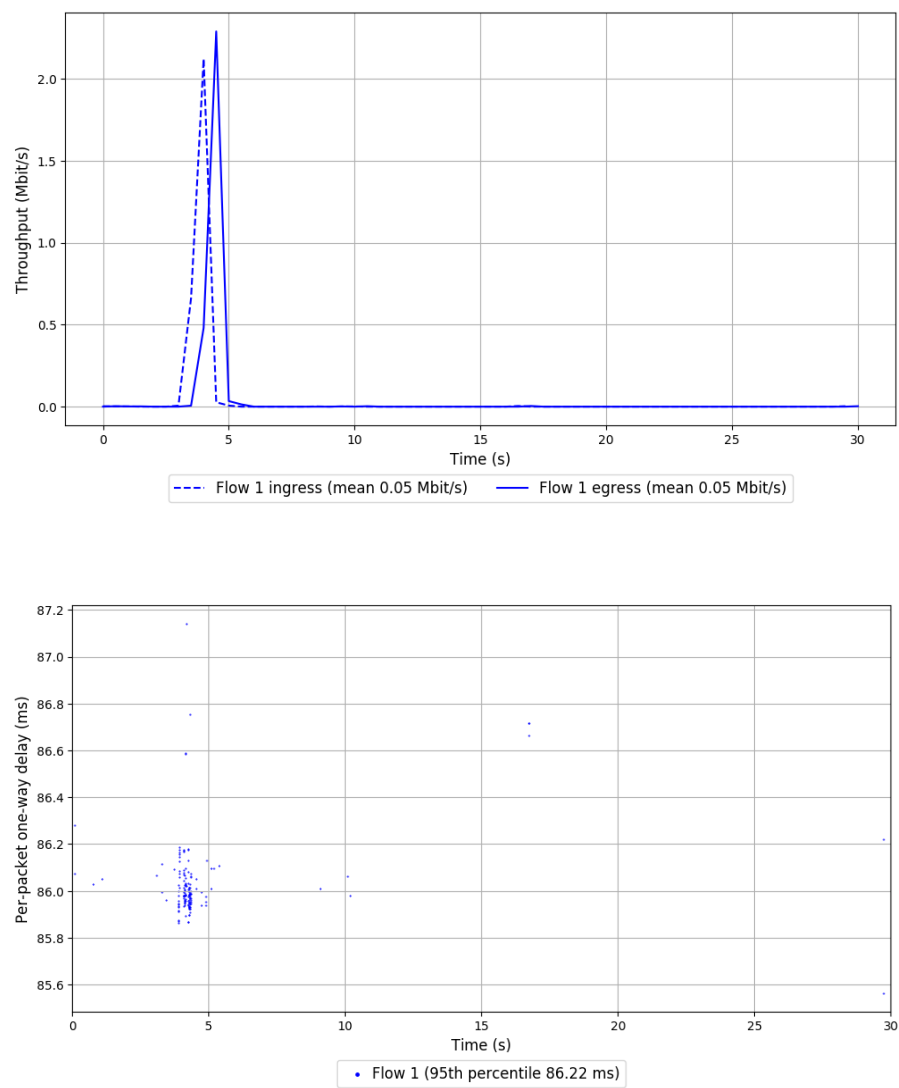 2.0
1.5
1.0
0.5
0.0
Throughput (Mbit/s)
0 5 10 15 20 25 30
Time (s)
Flow 1 ingress (mean 0.05 Mbit/s) Flow 1 egress (mean 0.05 Mbit/s)
87.2
87.0
86.8
86.6
86.4
86.2
86.0
85.8
85.6
Per-packet one-way delay (ms)
0 5 10 15 20 25 30
Time (s)
Flow 1 (95th percentile 86.22 ms)